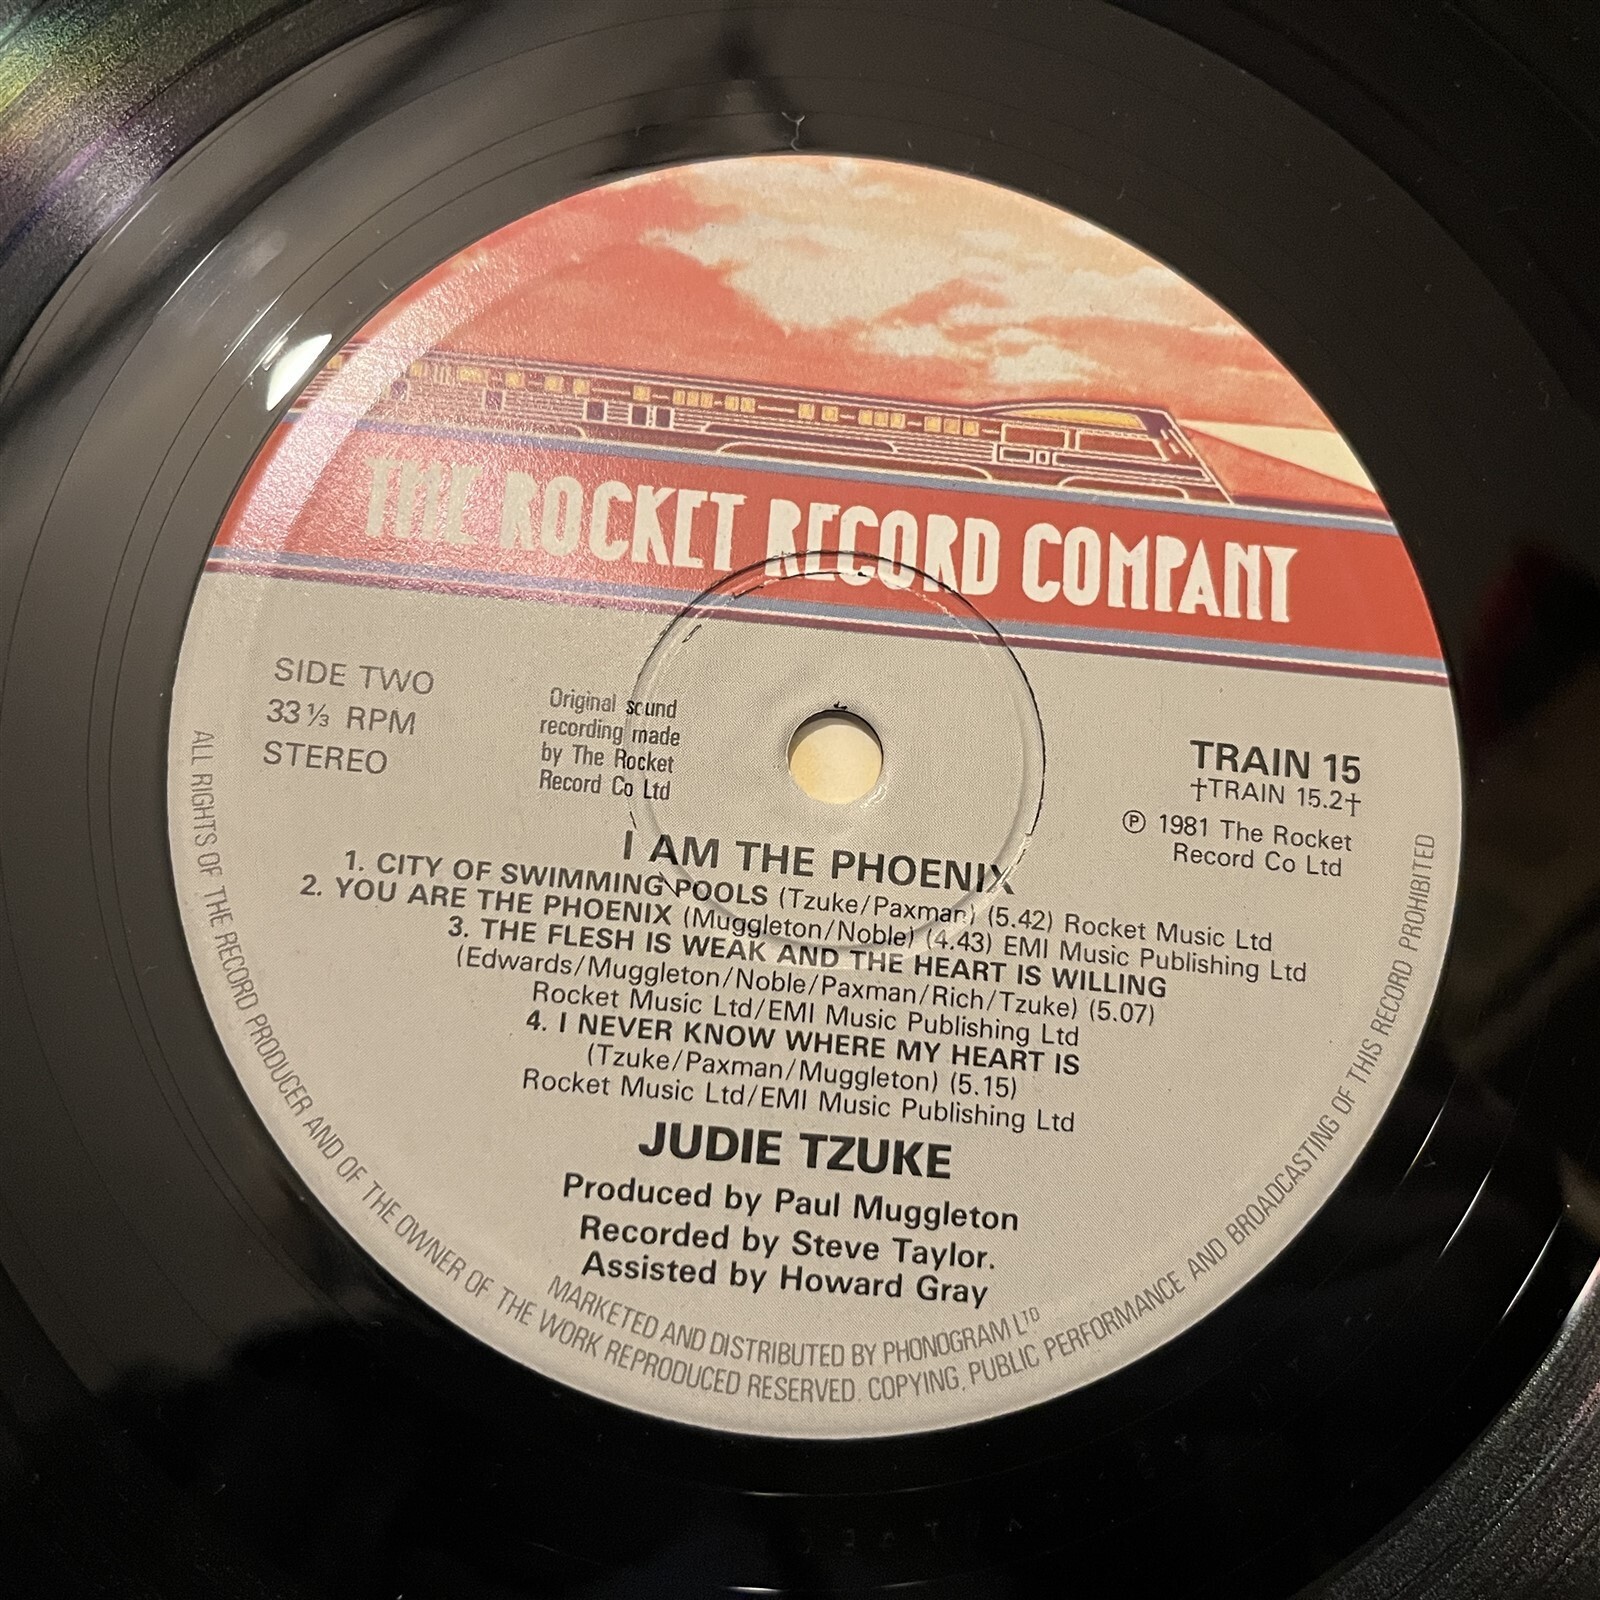 THE ROCKET RECORD COMPANY
SIDE TWO
33⅓ RPM
STEREO
Original sound
recording made
by The Rocket
Record Co Ltd
TRAIN 15
†TRAIN 15.2†
℗ 1981 The Rocket
Record Co Ltd
I AM THE PHOENIX
1. CITY OF SWIMMING POOLS (Tzuke/Paxman) (5.42) Rocket Music Ltd
2. YOU ARE THE PHOENIX (Muggleton/Noble) (4.43) EMI Music Publishing Ltd
3. THE FLESH IS WEAK AND THE HEART IS WILLING
(Edwards/Muggleton/Noble/Paxman/Rich/Tzuke) (5.07)
Rocket Music Ltd/EMI Music Publishing Ltd
4. I NEVER KNOW WHERE MY HEART IS
(Tzuke/Paxman/Muggleton) (5.15)
Rocket Music Ltd/EMI Music Publishing Ltd
JUDIE TZUKE
Produced by Paul Muggleton
Recorded by Steve Taylor.
Assisted by Howard Gray
MARKETED AND DISTRIBUTED BY PHONOGRAM LTD
ALL RIGHTS OF THE RECORD PRODUCER AND OF THE OWNER OF THE WORK REPRODUCED RESERVED. COPYING, PUBLIC PERFORMANCE AND BROADCASTING OF THIS RECORD PROHIBITED